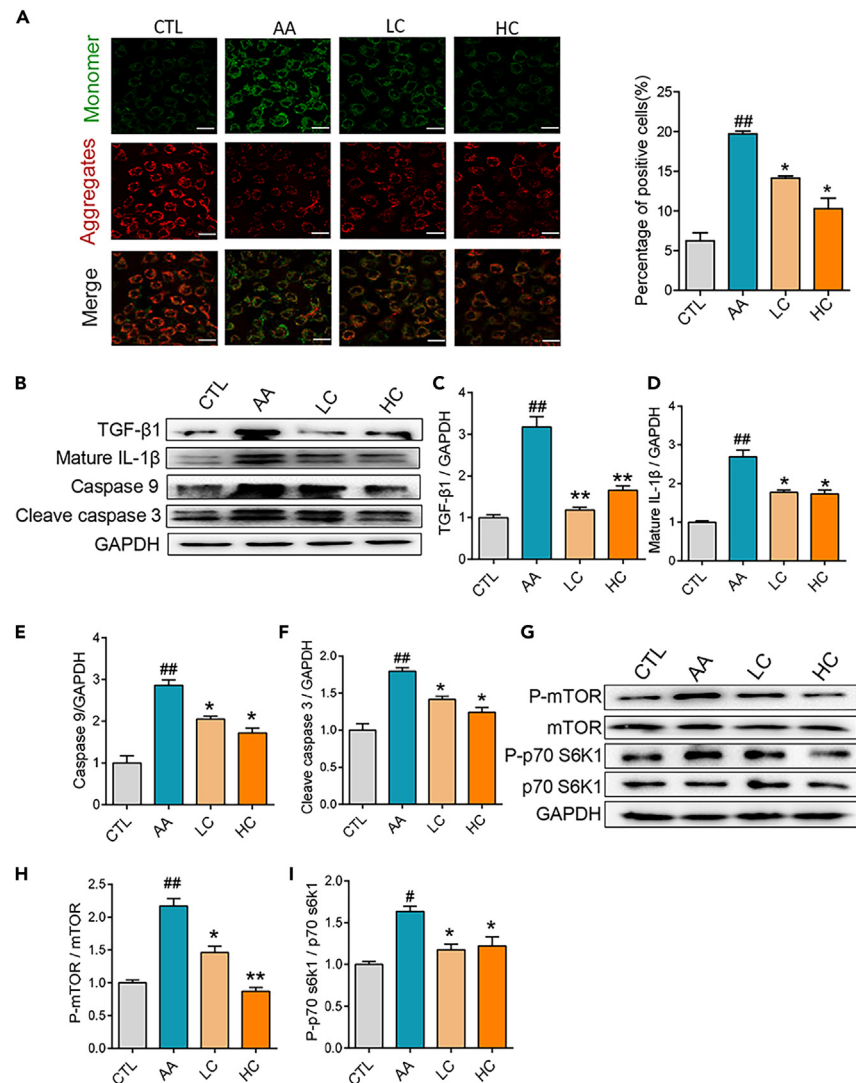 A
CTL AA LC HC
Monomer
Aggregates
Merge
Percentage of positive cells(%)
25
20
15
10
5
0
##
*
*
CTL AA LC HC
B
CTL AA LC HC
TGF-β1
Mature IL-1β
Caspase 9
Cleave caspase 3
GAPDH
C
TGF-β1 / GAPDH
4
3
2
1
0
##
**
**
CTL AA LC HC
D
Mature IL-1β / GAPDH
4
3
2
1
0
##
*
*
CTL AA LC HC
E
Caspase 9/GAPDH
4
3
2
1
0
##
*
*
CTL AA LC HC
F
Cleave caspase 3 / GAPDH
2.0
1.5
1.0
0.5
0.0
##
*
*
CTL AA LC HC
G
CTL AA LC HC
P-mTOR
mTOR
P-p70 S6K1
p70 S6K1
GAPDH
H
P-mTOR / mTOR
2.5
2.0
1.5
1.0
0.5
0.0
##
*
**
CTL AA LC HC
I
P-p70 s6k1 / p70 s6k1
2.0
1.5
1.0
0.5
0.0
#
*
*
CTL AA LC HC